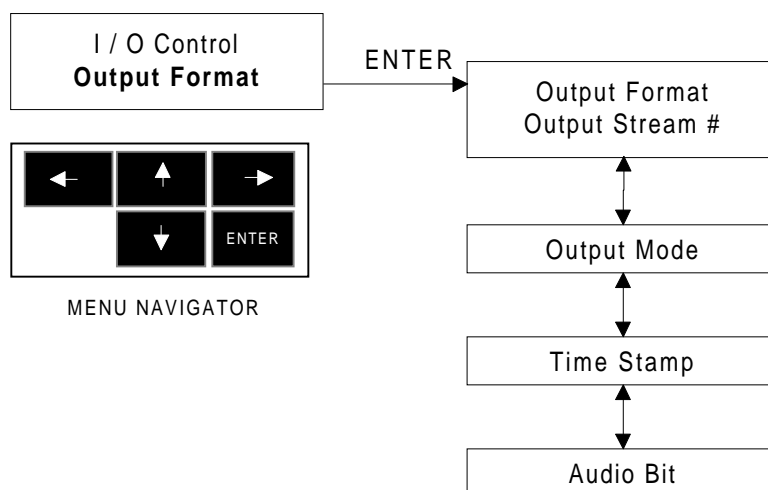 I / O Control
Output Format
ENTER
Output Format
Output Stream #
ENTER
MENU NAVIGATOR
Output Mode
Time Stamp
Audio Bit